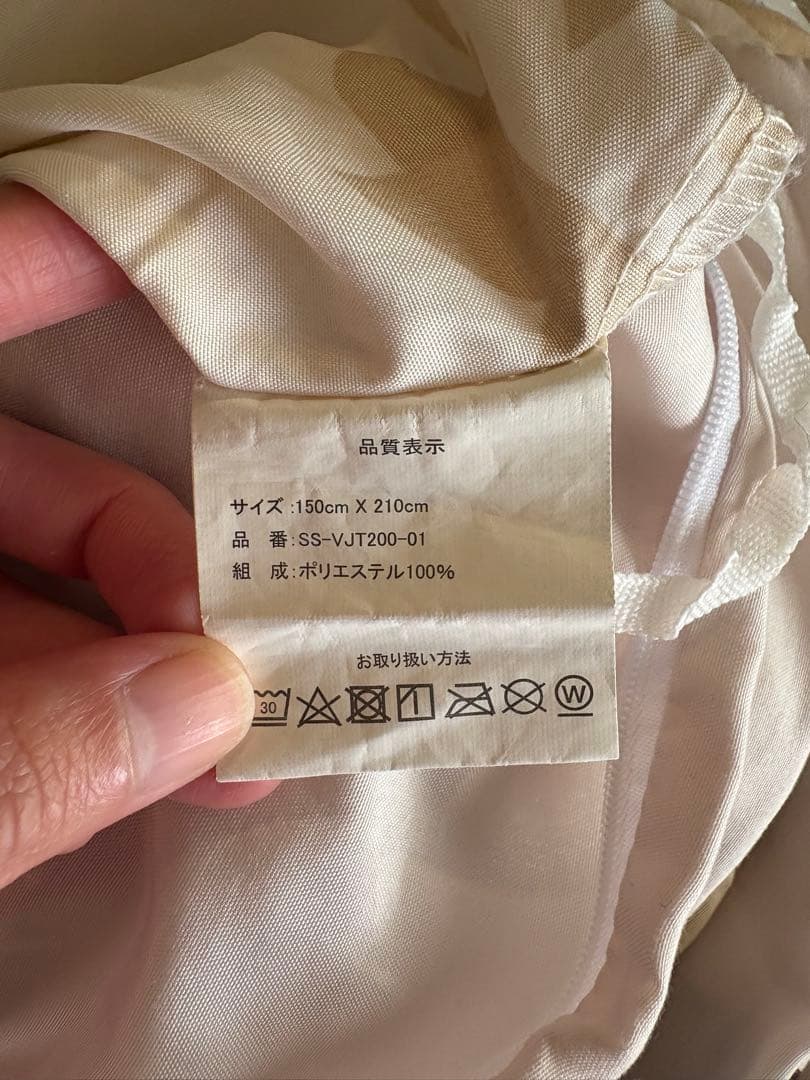 品質表示
サイズ:150cm X 210cm
品 番:SS-VJT200-01
組 成:ポリエステル100%
お取り扱い方法
30 W